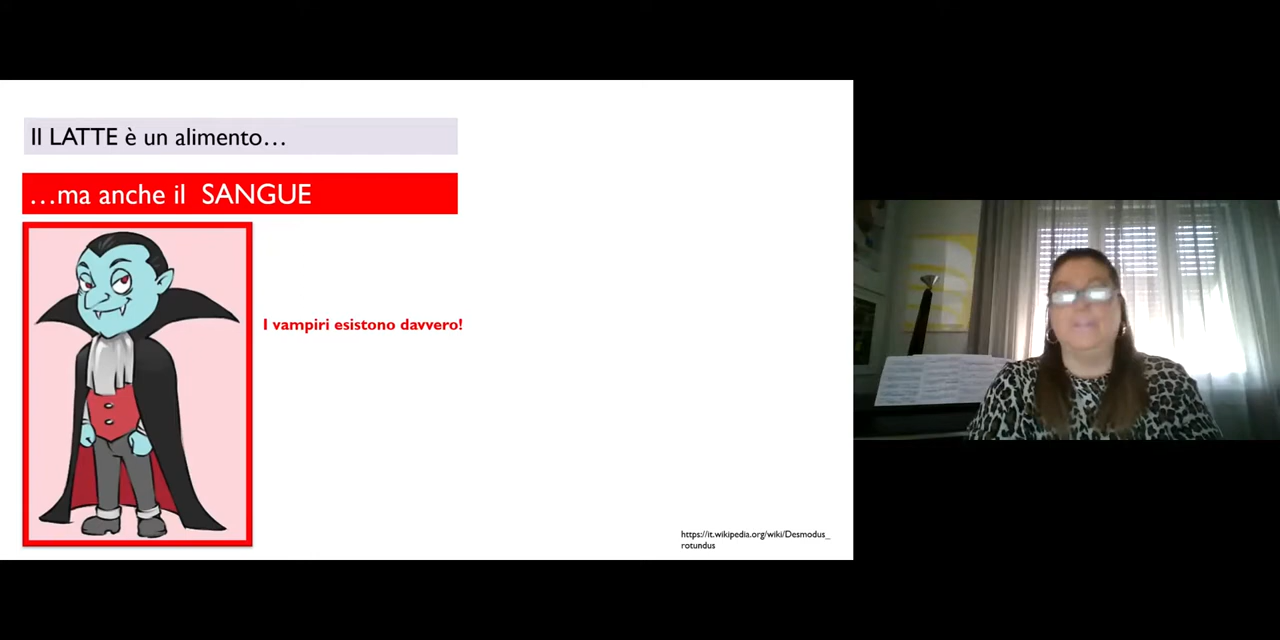 Il LATTE è un alimento…
…ma anche il SANGUE
I vampiri esistono davvero!
https://it.wikipedia.org/wiki/Desmodus_
rotundus